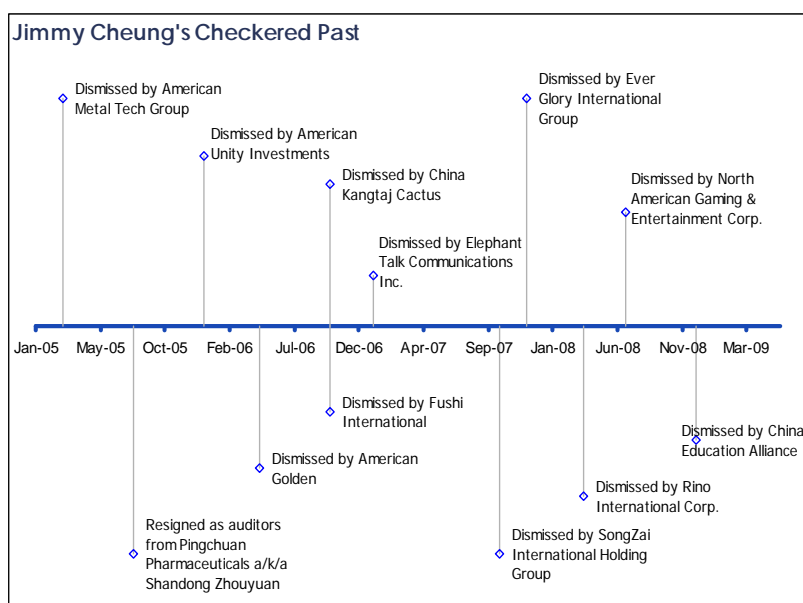 Jimmy Cheung's Checkered Past
Dismissed by American
Metal Tech Group
Dismissed by American
Unity Investments
Dismissed by China
Kangtaj Cactus
Dismissed by Elephant
Talk Communications
Inc.
Dismissed by Ever
Glory International
Group
Dismissed by North
American Gaming &
Entertainment Corp.
Jan-05 May-05 Oct-05 Feb-06 Jul-06 Dec-06 Apr-07 Sep-07 Jan-08 Jun-08 Nov-08 Mar-09
Resigned as auditors
from Pingchuan
Pharmaceuticals a/k/a
Shandong Zhouyuan
Dismissed by American
Golden
Dismissed by Fushi
International
Dismissed by SongZai
International Holding
Group
Dismissed by Rino
International Corp.
Dismissed by China
Education Alliance